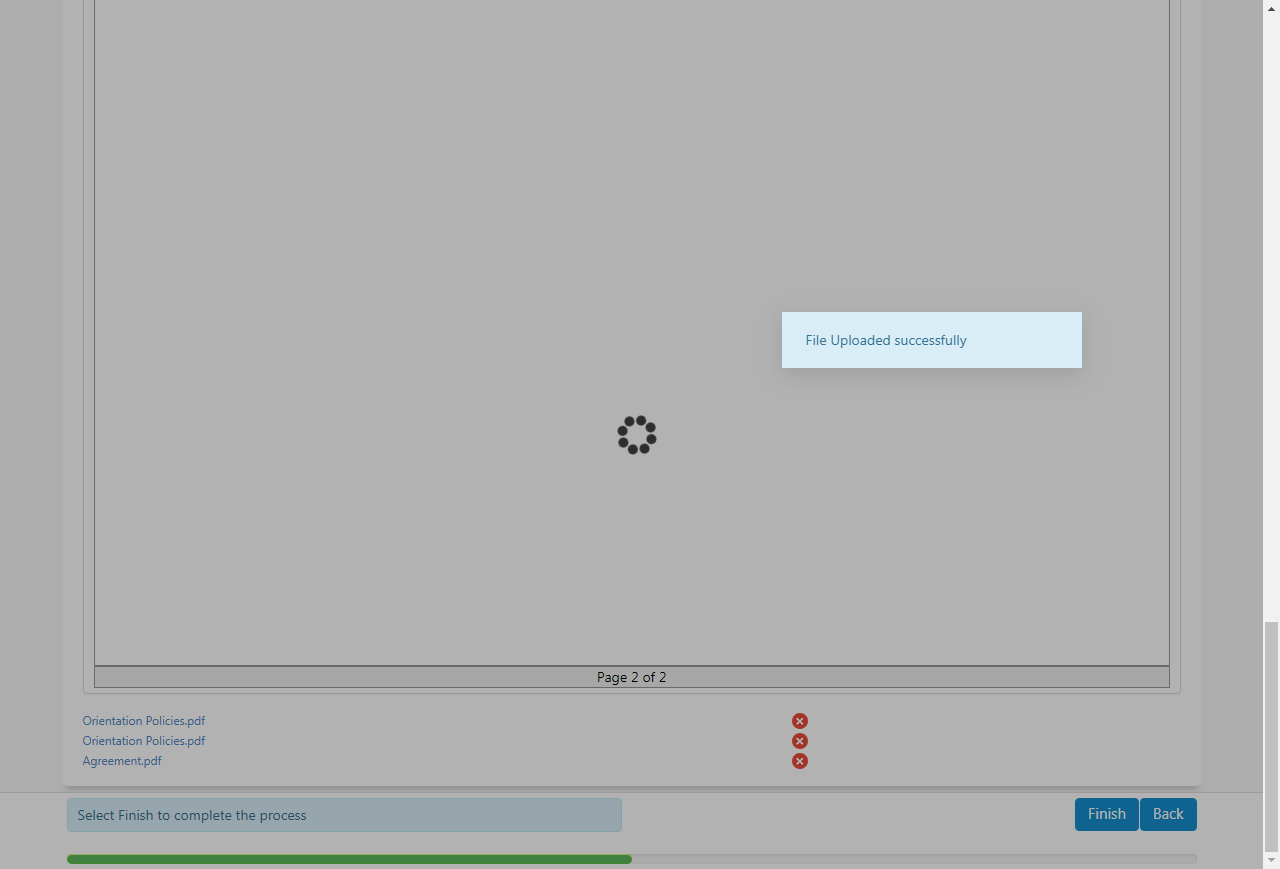 File Uploaded successfully
Page 2 of 2
Orientation Policies.pdf
Orientation Policies.pdf
Agreement.pdf
Select Finish to complete the process
Finish
Back